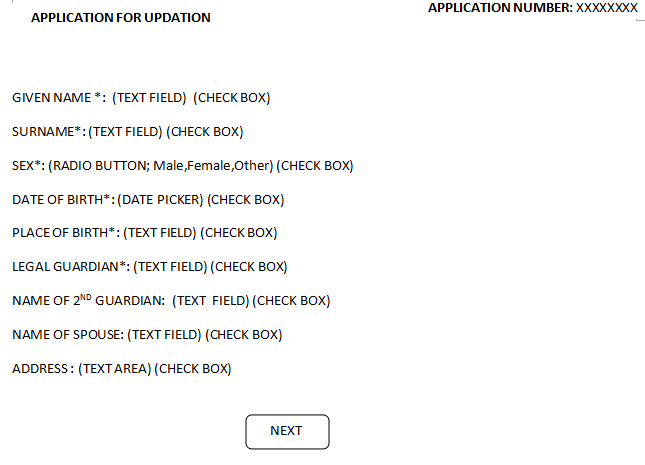 APPLICATION NUMBER: XXXXXXXX
APPLICATION FOR UPDATION
GIVEN NAME *: (TEXT FIELD) (CHECK BOX)
SURNAME*: (TEXT FIELD) (CHECK BOX)
SEX*: (RADIO BUTTON; Male,Female,Other) (CHECK BOX)
DATE OF BIRTH*: (DATE PICKER) (CHECK BOX)
PLACE OF BIRTH*: (TEXT FIELD) (CHECK BOX)
LEGAL GUARDIAN*: (TEXT FIELD) (CHECK BOX)
NAME OF 2ND GUARDIAN: (TEXT FIELD) (CHECK BOX)
NAME OF SPOUSE: (TEXT FIELD) (CHECK BOX)
ADDRESS : (TEXT AREA) (CHECK BOX)
NEXT